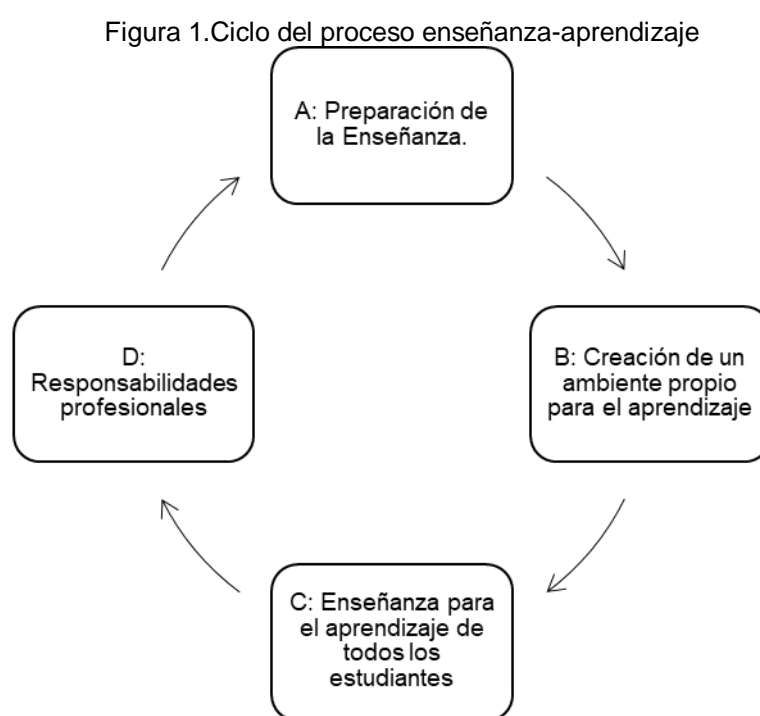 Figura 1.Ciclo del proceso enseñanza-aprendizaje
A: Preparación de
la Enseñanza.
B: Creación de un
ambiente propio
para el aprendizaje
C: Enseñanza para
el aprendizaje de
todos los
estudiantes
D:
Responsabilidades
profesionales